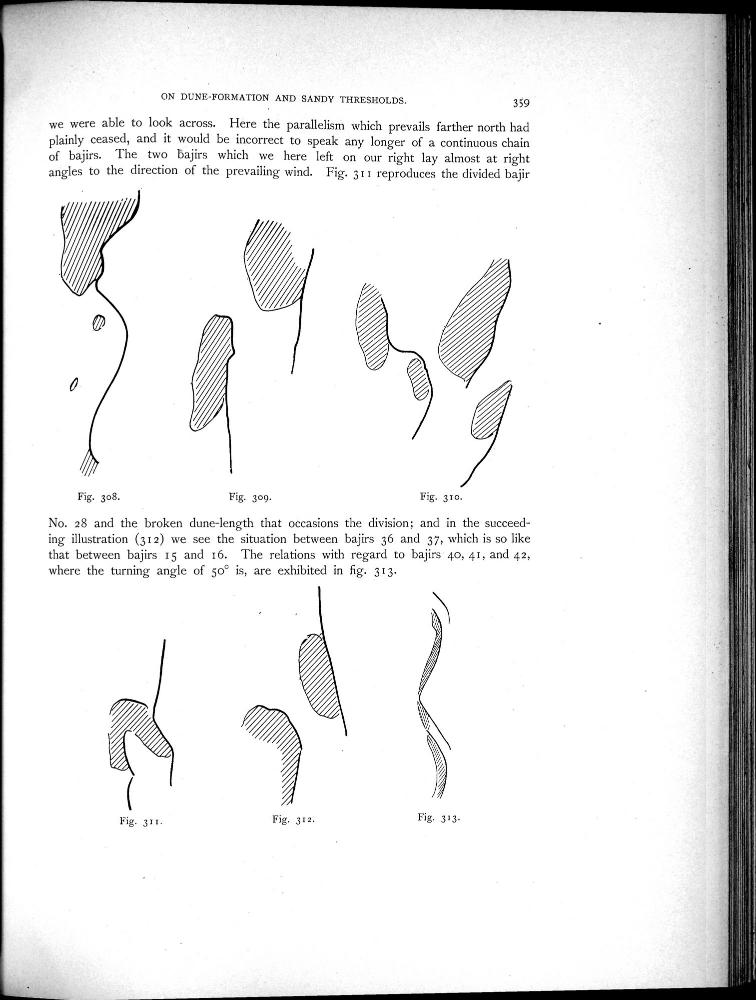 ON DUNE-FORMATION AND SANDY THRESHOLDS. 359
we were able to look across. Here the parallelism which prevails farther north had
plainly ceased, and it would be incorrect to speak any longer of a continuous chain
of bajirs. The two bajirs which we here left on our right lay almost at right
angles to the direction of the prevailing wind. Fig. 311 reproduces the divided bajir
Fig. 308. Fig. 309. Fig. 310.
No. 28 and the broken dune-length that occasions the division; and in the succeed-
ing illustration (312) we see the situation between bajirs 36 and 37, which is so like
that between bajirs 15 and 16. The relations with regard to bajirs 40, 41, and 42,
where the turning angle of 50° is, are exhibited in fig. 313.
Fig. 311. Fig. 312. Fig. 313.